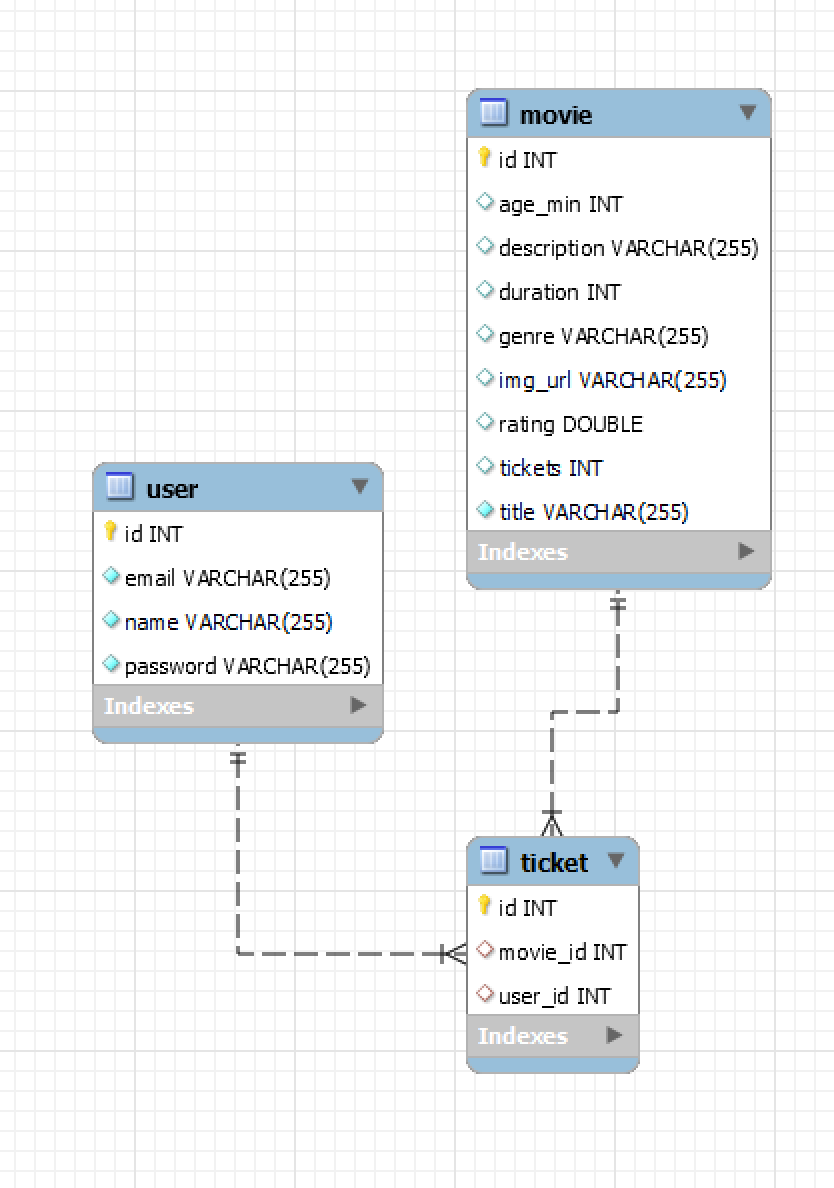 movie
id INT
age_min INT
description VARCHAR(255)
duration INT
genre VARCHAR(255)
img_url VARCHAR(255)
rating DOUBLE
tickets INT
title VARCHAR(255)
Indexes
user
id INT
email VARCHAR(255)
name VARCHAR(255)
password VARCHAR(255)
Indexes
ticket
id INT
movie_id INT
user_id INT
Indexes